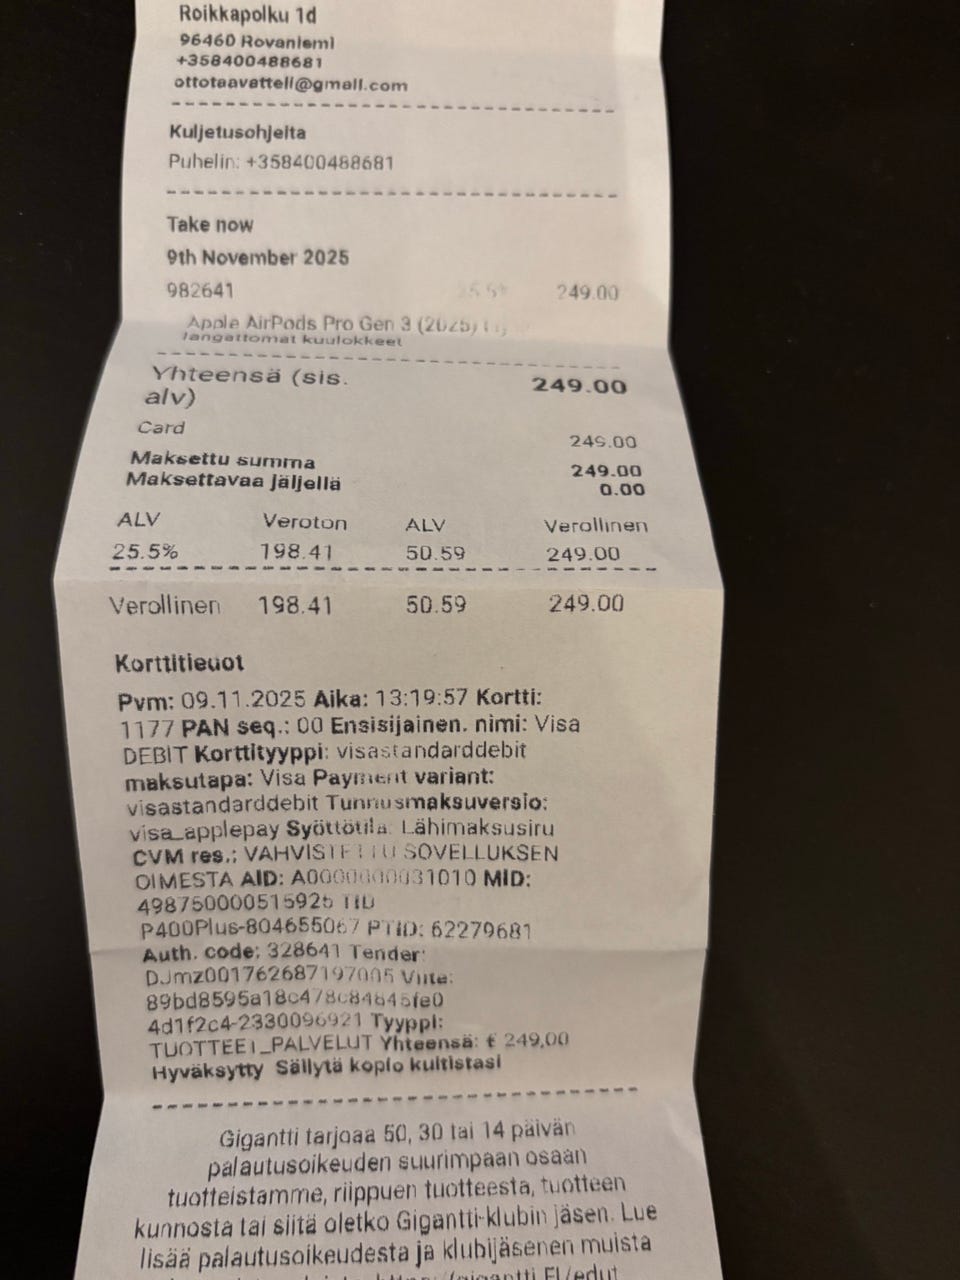 Roikkapolku 1d
96460 Rovaniemi
+358400488681
ottotaavatteli@gmail.com
Kuljetusohjeita
Puhelin: +358400488681
Take now
9th November 2025
982641 249.00
Apple AirPods Pro Gen 3 (2025)
langattomat kuulokkeet
Yhteensä (sis. 249.00
alv)
Card 249.00
Maksettu summa 249.00
Maksettavaa jäljellä 0.00
ALV Veroton ALV Verollinen
25.5% 198.41 50.59 249.00
Verollinen 198.41 50.59 249.00
Korttitieuot
Pvm: 09.11.2025 Aika: 13:19:57 Kortti:
1177 PAN seq.: 00 Ensisijainen. nimi: Visa
DEBIT Korttityyppi: visastandarddebit
maksutapa: Visa Payment variant:
visastandarddebit Tunnusmaksuversio:
visa_applepay Syöttötila: Lähimaksusiru
CVM res.: VAHVISTETTU SOVELLUKSEN
OIMESTA AID: A0000000031010 MID:
TID
P400Plus-804655067 PTID: 62279681
Auth. code: 328641 Tender:
DJmz001762687197005 Viite:
4d1f2c4-2330096921 Tyyppi:
TUOTTEET_PALVELUT Yhteensä: € 249,00
Hyväksytty Säilytä kopio kuitistasi
Gigantti tarjoaa 50, 30 tai 14 päivän
palautusoikeuden suurimpaan osaan
tuotteistamme, riippuen tuotteesta, tuotteen
kunnosta tai siitä oletko Gigantti-klubin jäsen. Lue
lisää palautusoikeudesta ja klubijäsenen muista